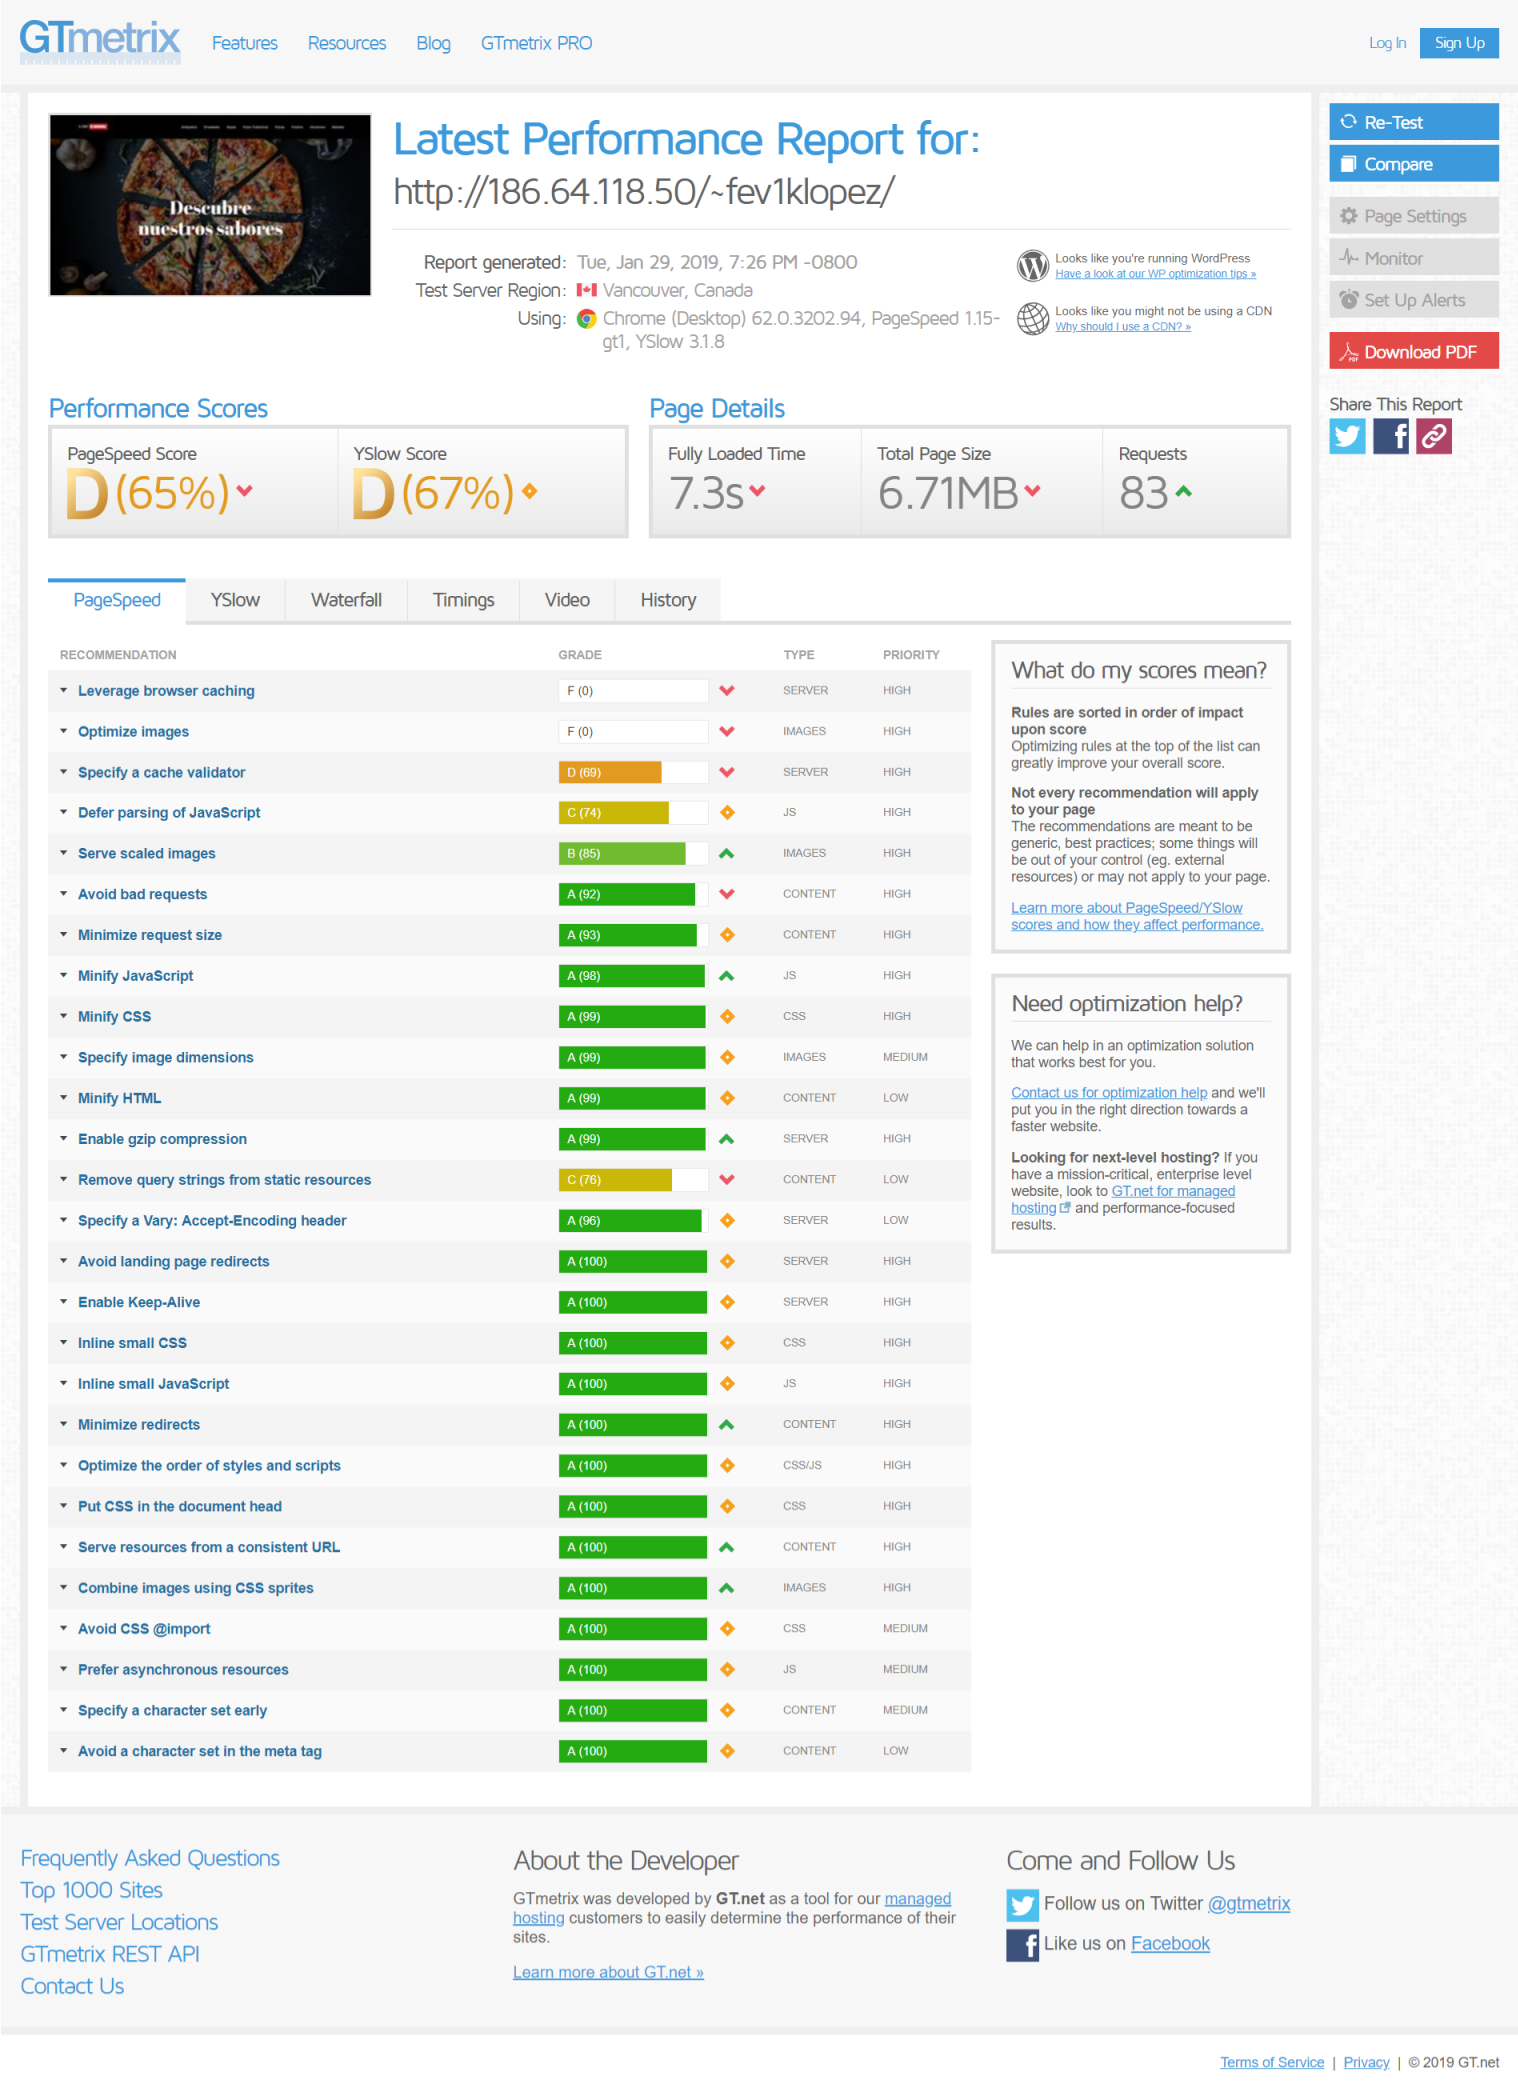 GTmetrix
Features Resources Blog GTmetrix PRO
Log In Sign Up
Descubre
nuestros sabores
Latest Performance Report for:
http://186.64.118.50/~fev1klopez/
Report generated: Tue, Jan 29, 2019, 7:26 PM -0800
Test Server Region: Vancouver, Canada
Using: Chrome (Desktop) 62.0.3202.94, PageSpeed 1.15-
gt1, YSlow 3.1.8
Looks like you're running WordPress
Have a look at our WP optimization tips »
Looks like you might not be using a CDN
Why should I use a CDN? »
Re-Test
Compare
Page Settings
Monitor
Set Up Alerts
PDF Download PDF
Share This Report
Performance Scores
PageSpeed Score YSlow Score
D (65%) D (67%)
Page Details
Fully Loaded Time Total Page Size Requests
7.3s 6.71MB 83
PageSpeed YSlow Waterfall Timings Video History
RECOMMENDATION GRADE TYPE PRIORITY
Leverage browser caching F (0) SERVER HIGH
Optimize images F (0) IMAGES HIGH
Specify a cache validator D (69) SERVER HIGH
Defer parsing of JavaScript C (74) JS HIGH
Serve scaled images B (85) IMAGES HIGH
Avoid bad requests A (92) CONTENT HIGH
Minimize request size A (93) CONTENT HIGH
Minify JavaScript A (98) JS HIGH
Minify CSS A (99) CSS HIGH
Specify image dimensions A (99) IMAGES MEDIUM
Minify HTML A (99) CONTENT LOW
Enable gzip compression A (99) SERVER HIGH
Remove query strings from static resources C (76) CONTENT LOW
Specify a Vary: Accept-Encoding header A (96) SERVER LOW
Avoid landing page redirects A (100) SERVER HIGH
Enable Keep-Alive A (100) SERVER HIGH
Inline small CSS A (100) CSS HIGH
Inline small JavaScript A (100) JS HIGH
Minimize redirects A (100) CONTENT HIGH
Optimize the order of styles and scripts A (100) CSS/JS HIGH
Put CSS in the document head A (100) CSS HIGH
Serve resources from a consistent URL A (100) CONTENT HIGH
Combine images using CSS sprites A (100) IMAGES HIGH
Avoid CSS @import A (100) CSS MEDIUM
Prefer asynchronous resources A (100) JS MEDIUM
Specify a character set early A (100) CONTENT MEDIUM
Avoid a character set in the meta tag A (100) CONTENT LOW
What do my scores mean?
Rules are sorted in order of impact
upon score
Optimizing rules at the top of the list can
greatly improve your overall score.
Not every recommendation will apply
to your page
The recommendations are meant to be
generic, best practices; some things will
be out of your control (eg. external
resources) or may not apply to your page.
Learn more about PageSpeed/YSlow
scores and how they affect performance.
Need optimization help?
We can help in an optimization solution
that works best for you.
Contact us for optimization help and we'll
put you in the right direction towards a
faster website.
Looking for next-level hosting? If you
have a mission-critical, enterprise level
website, look to GT.net for managed
hosting and performance-focused
results.
Frequently Asked Questions
Top 1000 Sites
Test Server Locations
GTmetrix REST API
Contact Us
About the Developer
GTmetrix was developed by GT.net as a tool for our managed
hosting customers to easily determine the performance of their
sites.
Learn more about GT.net »
Come and Follow Us
Follow us on Twitter @gtmetrix
Like us on Facebook
Terms of Service | Privacy | © 2019 GT.net